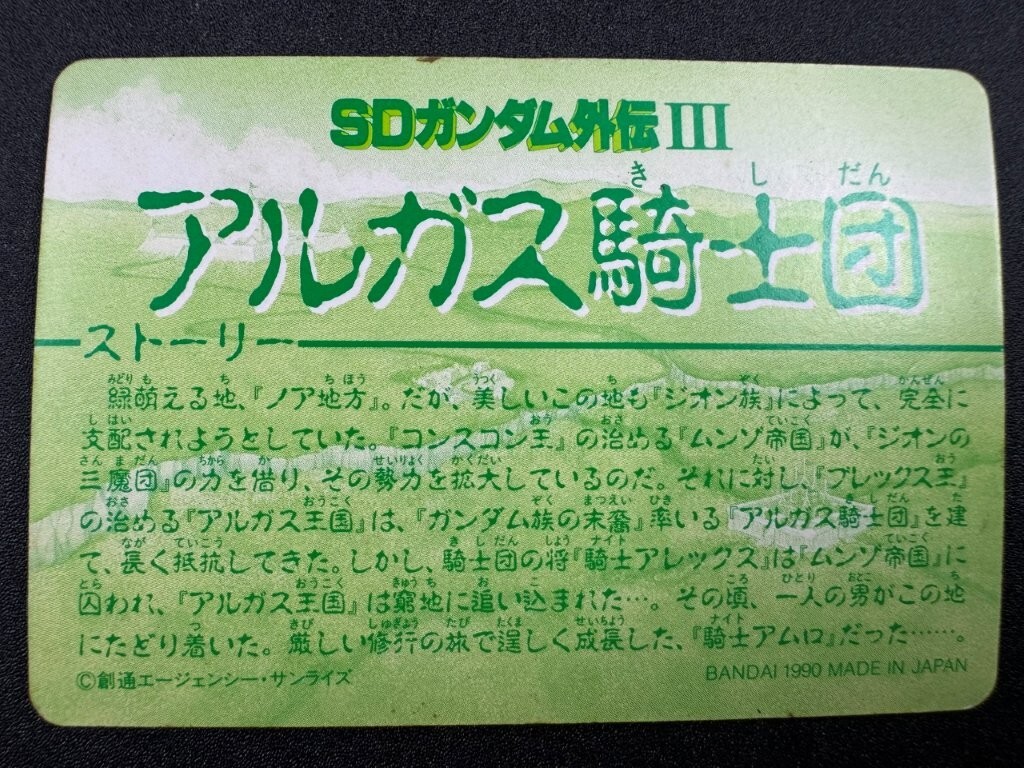 SDガンダム外伝III
アルガス騎士団
きしだん
ストーリー
緑萌える地、『ノア地方』。だが、美しいこの地も『ジオン族』によって、完全に
支配されようとしていた。『コンスコン王』の治める『ムンゾ帝国』が、『ジオンの
三魔団』の力を借り、その勢力を拡大しているのだ。それに対し、『ブレックス王』
の治める『アルガス王国』は、『ガンダム族の末裔』率いる『アルガス騎士団』を建
て、長く抵抗してきた。しかし、騎士団の将『騎士アレックス』は『ムンゾ帝国』に
囚われ、『アルガス王国』は窮地に追い込まれた…。その頃、一人の男がこの地
にたどり着いた。厳しい修行の旅で逞しく成長した、『騎士アムロ』だった……。
©創通エージェンシー・サンライズ
BANDAI 1990 MADE IN JAPAN